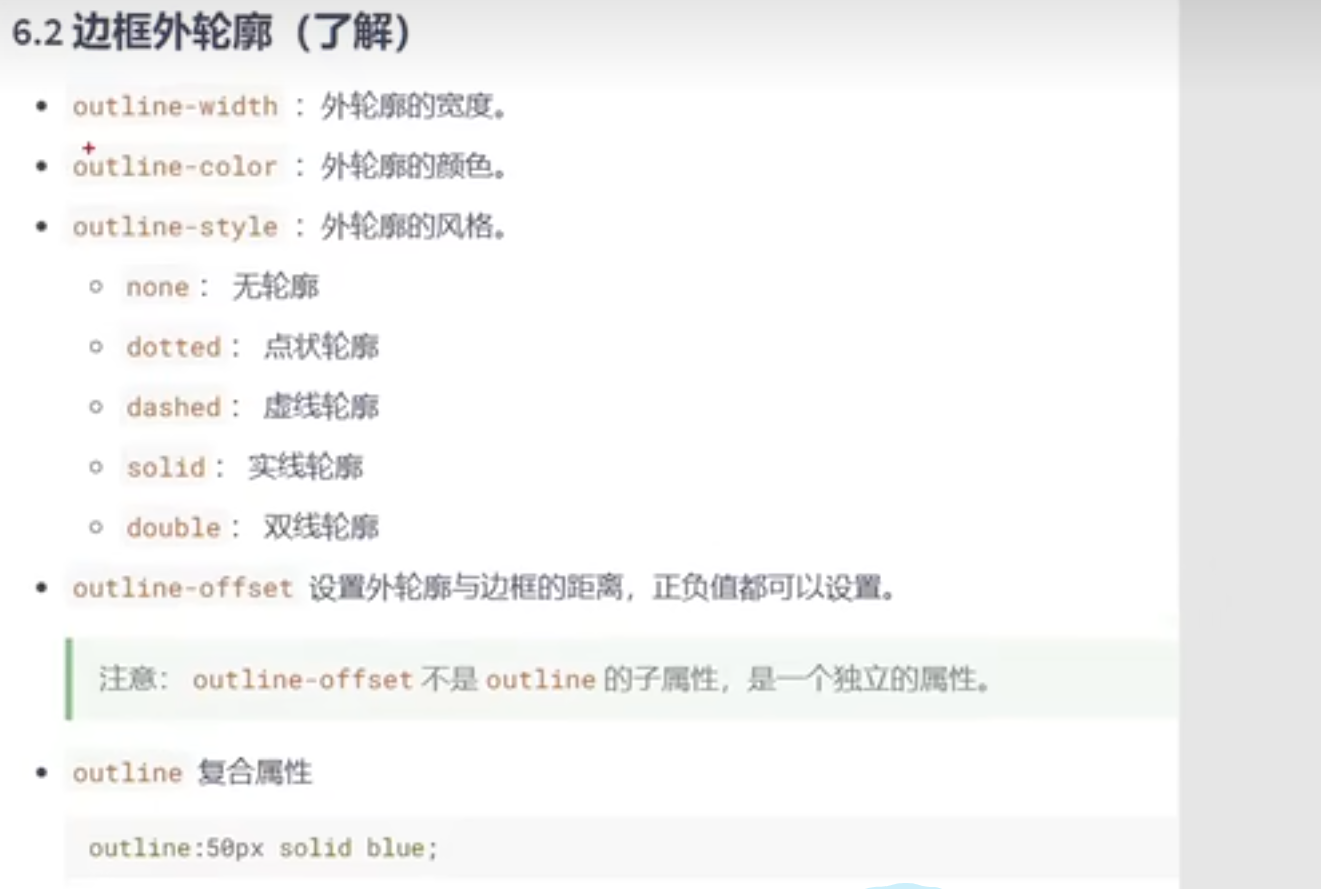 6.2 边框外轮廓（了解）
outline-width ： 外轮廓的宽度。
outline-color ： 外轮廓的颜色。
outline-style ： 外轮廓的风格。
none ： 无轮廓
dotted ： 点状轮廓
dashed ： 虚线轮廓
solid ： 实线轮廓
double ： 双线轮廓
outline-offset 设置外轮廓与边框的距离，正负值都可以设置。
注意： outline-offset 不是 outline 的子属性，是一个独立的属性。
outline 复合属性
outline:50px solid blue;